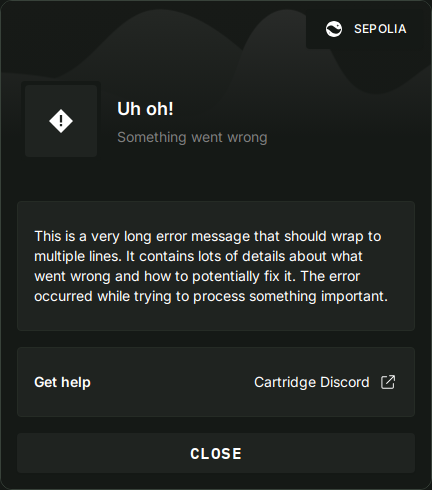 SEPOLIA
Uh oh!
Something went wrong
This is a very long error message that should wrap to
multiple lines. It contains lots of details about what
went wrong and how to potentially fix it. The error
occurred while trying to process something important.
Get help
Cartridge Discord
CLOSE